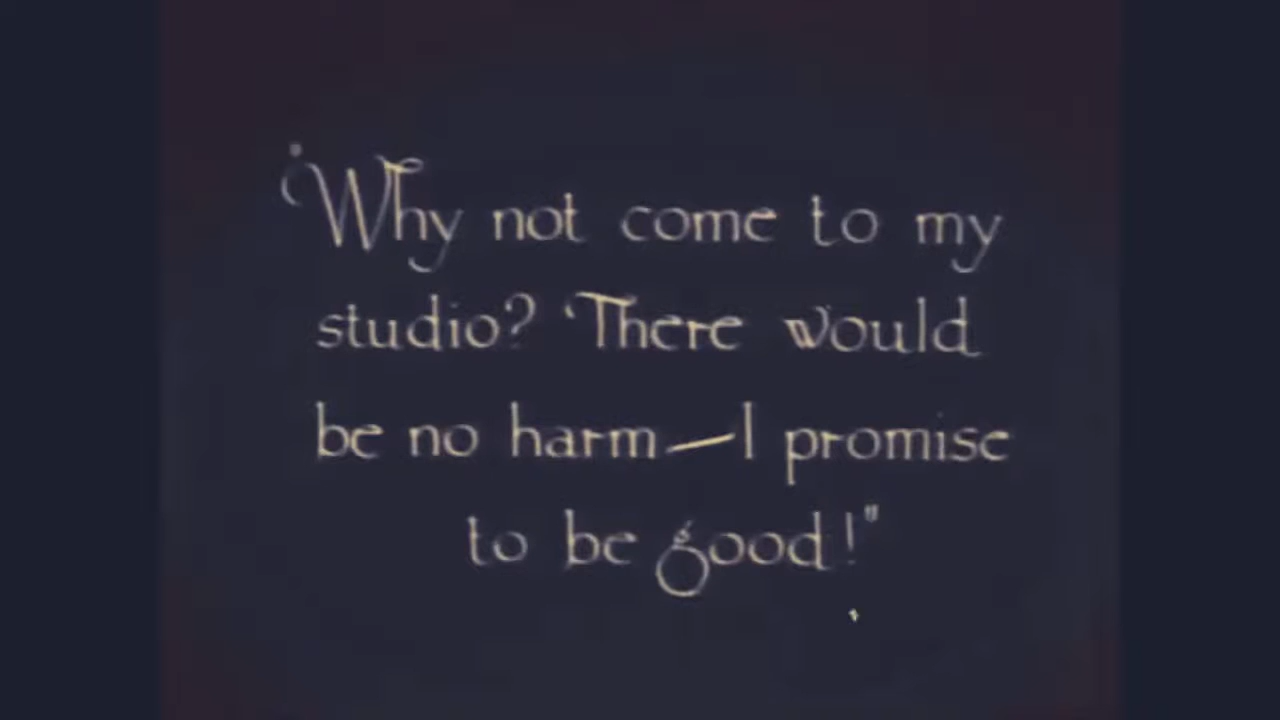 "Why not come to my
studio? There would
be no harm—I promise
to be good!"